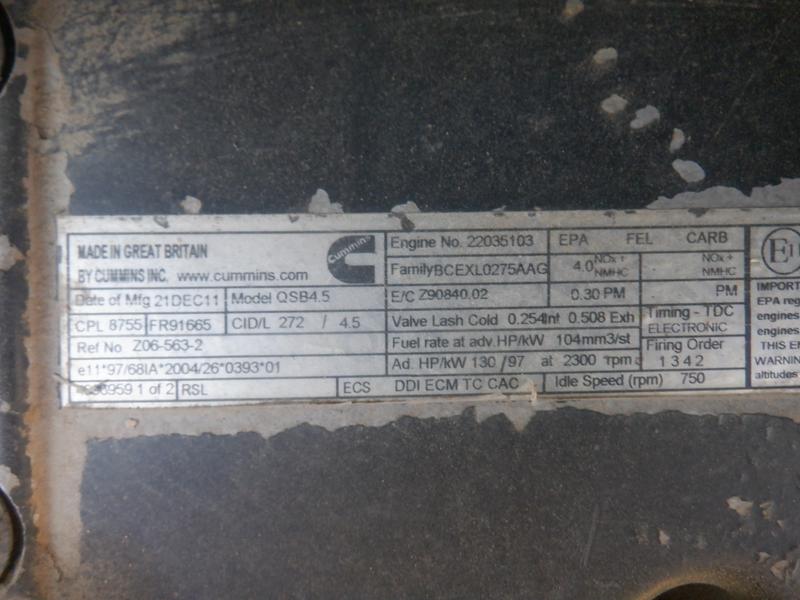 MADE IN GREAT BRITAIN
BY CUMMINS INC. www.cummins.com
Cummins
Date of Mfg 21DEC11 Model QSB4.5
CPL 8755 FR91665 CID/L 272 / 4.5
Ref No Z06-563-2
e11*97/68IA*2004/26*0393*01
1 of 2 RSL ECS
Engine No. 22035103 EPA FEL CARB
Family BCEXL0275AAG 4.0 NOx + NMHC NOx + NMHC
E/C Z90840.02 0.30 PM PM
Valve Lash Cold 0.254Int 0.508 Exh Timing - TDC
ELECTRONIC
Fuel rate at adv. HP/kW 104mm3/st Firing Order
Ad. HP/kW 130 / 97 at 2300 rpm 1 3 4 2
DDI ECM TC CAC Idle Speed (rpm) 750
IMPORT
EPA reg
engines
engines
THIS EN
WARNIN
altitudes